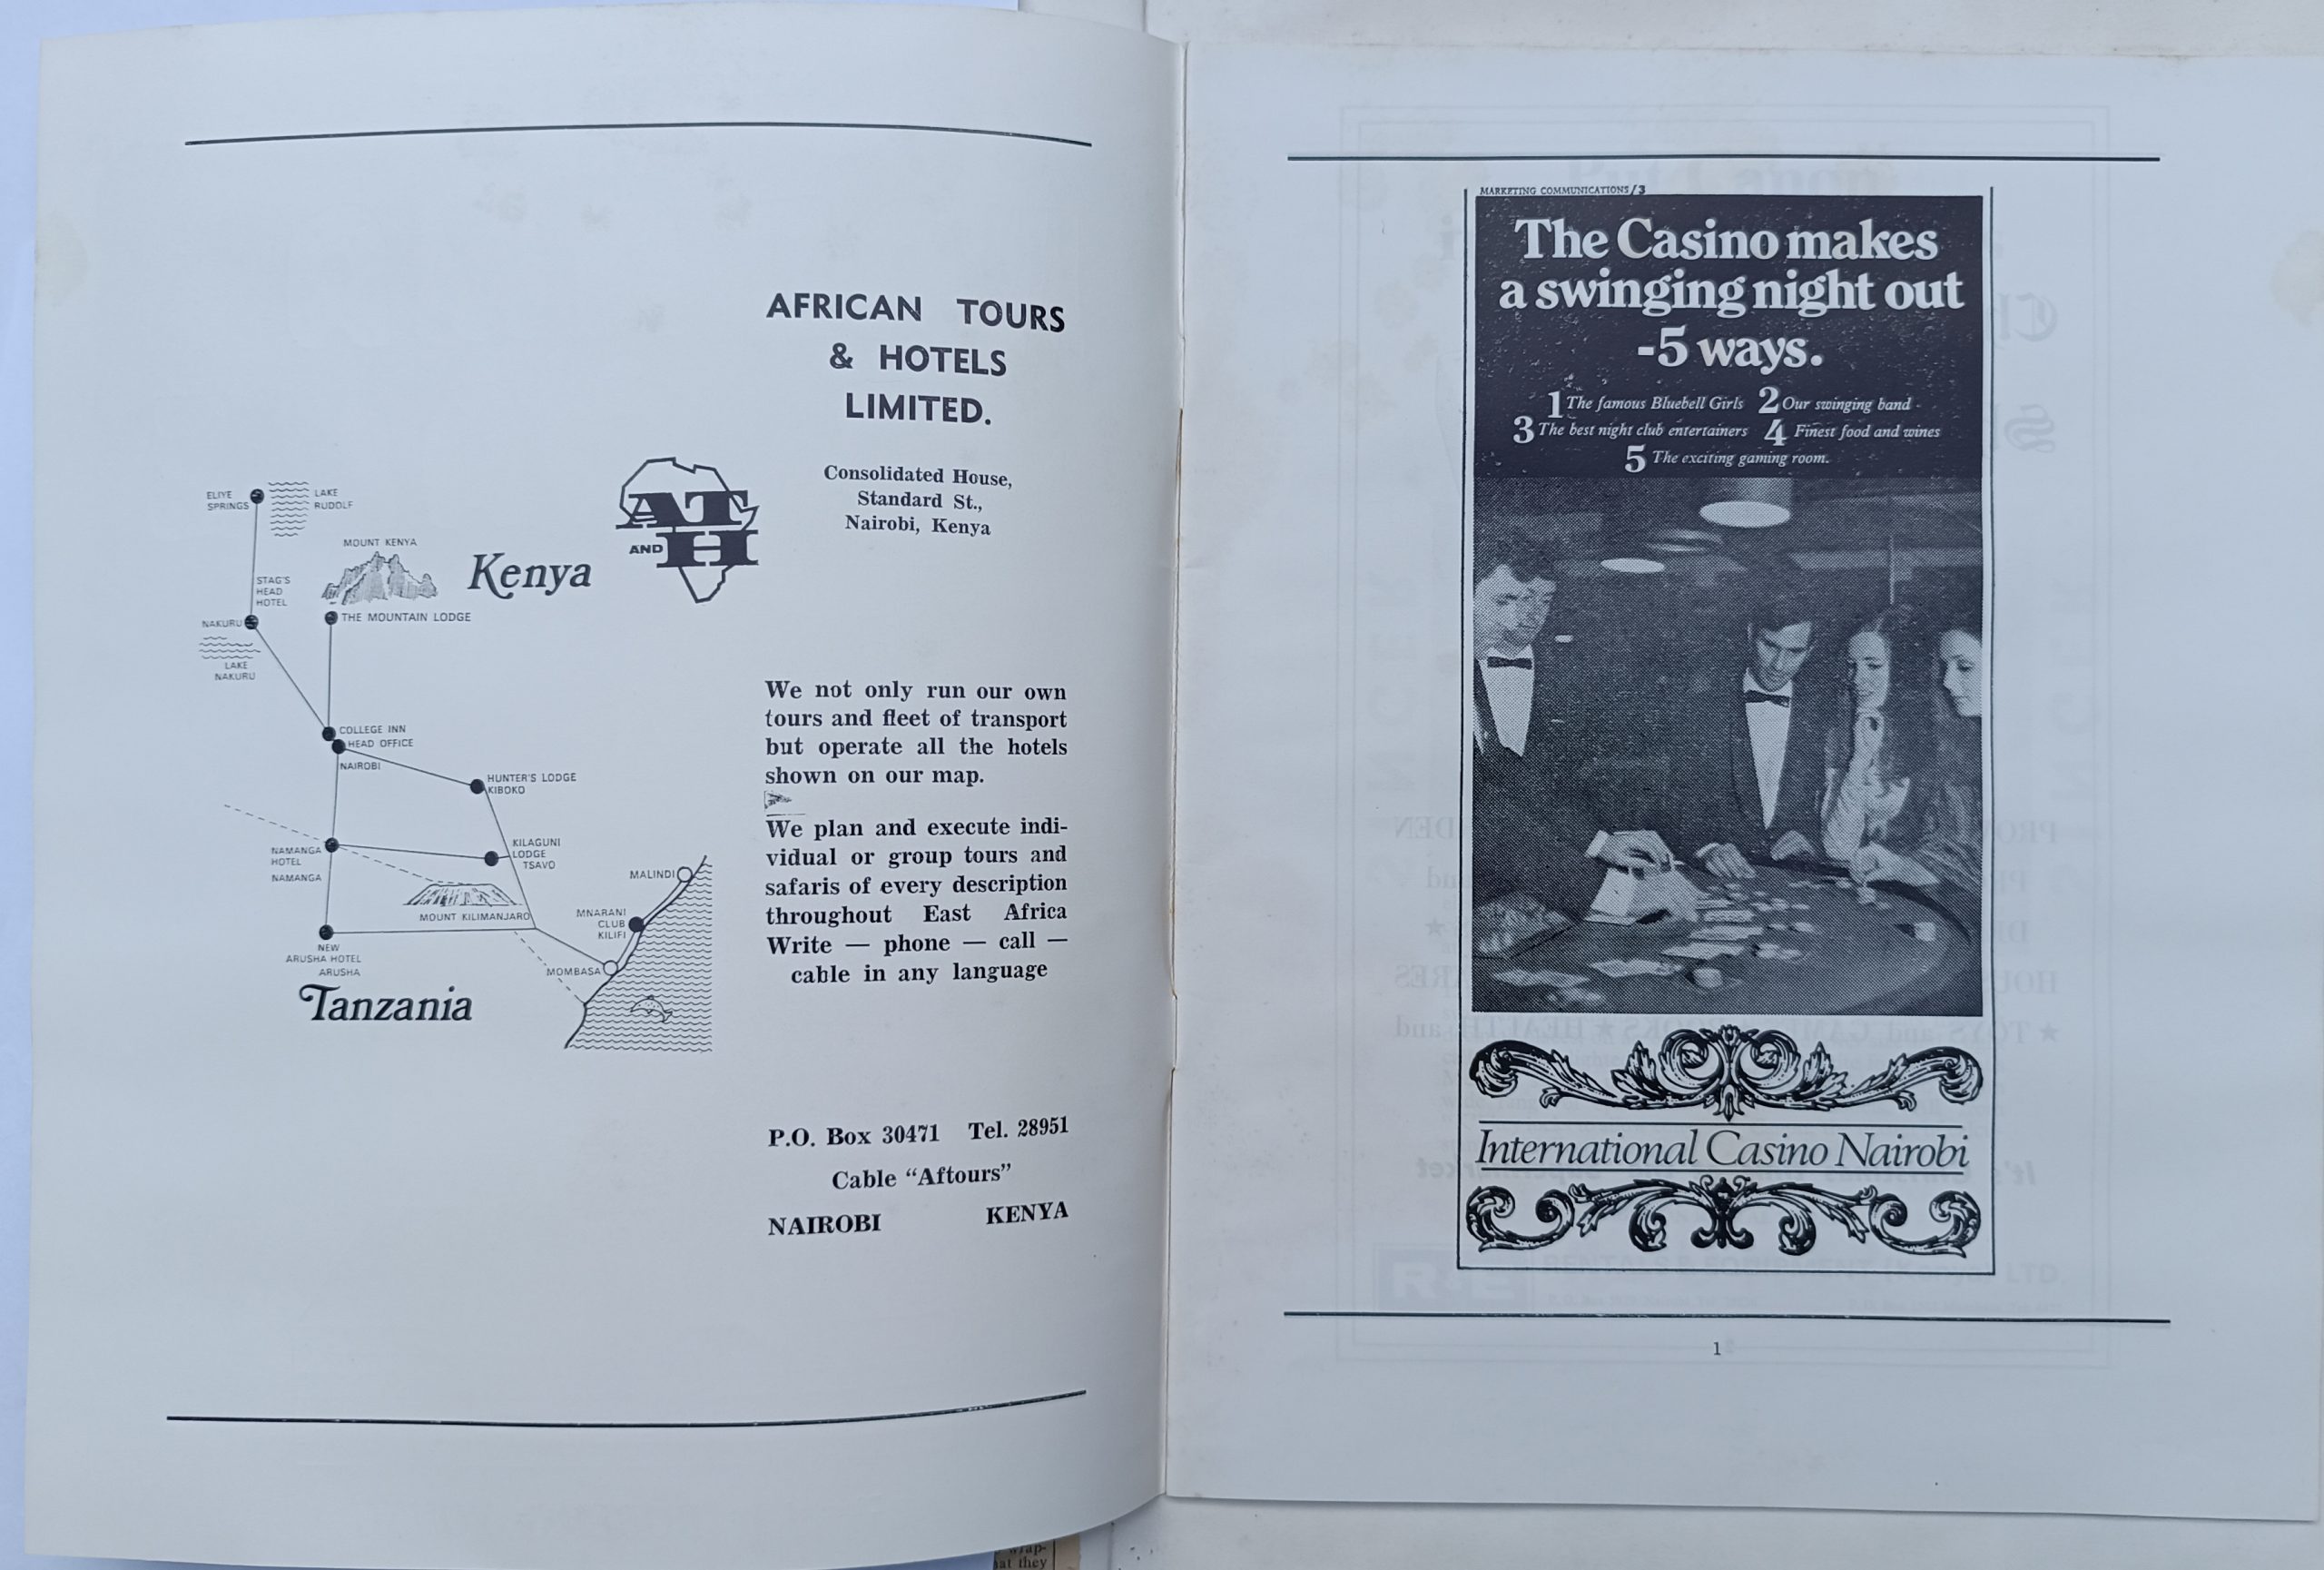 AFRICAN TOURS
& HOTELS
LIMITED.
Consolidated House,
Standard St.,
Nairobi, Kenya
AT
AND H
Kenya
ELIYE
SPRINGS
LAKE
RUDOLF
MOUNT KENYA
STAG'S
HEAD
HOTEL
NAKURU
THE MOUNTAIN LODGE
LAKE
NAKURU
COLLEGE INN
HEAD OFFICE
NAIROBI
HUNTER'S LODGE
KIBOKO
NAMANGA
HOTEL
NAMANGA
KILAGUNI
LODGE
TSAVO
MOUNT KILIMANJARO
MALINDI
MNARANI
CLUB
KILIFI
MOMBASA
NEW
ARUSHA HOTEL
ARUSHA
Tanzania
We not only run our own
tours and fleet of transport
but operate all the hotels
shown on our map.
We plan and execute indi-
vidual or group tours and
safaris of every description
throughout East Africa
Write — phone — call —
cable in any language
P.O. Box 30471 Tel. 28951
Cable “Aftours”
NAIROBI KENYA
MARKETING COMMUNICATIONS/3
The Casino makes
a swinging night out
-5 ways.
1 The famous Bluebell Girls 2 Our swinging band
3 The best night club entertainers 4 Finest food and wines
5 The exciting gaming room.
International Casino Nairobi
1
at they